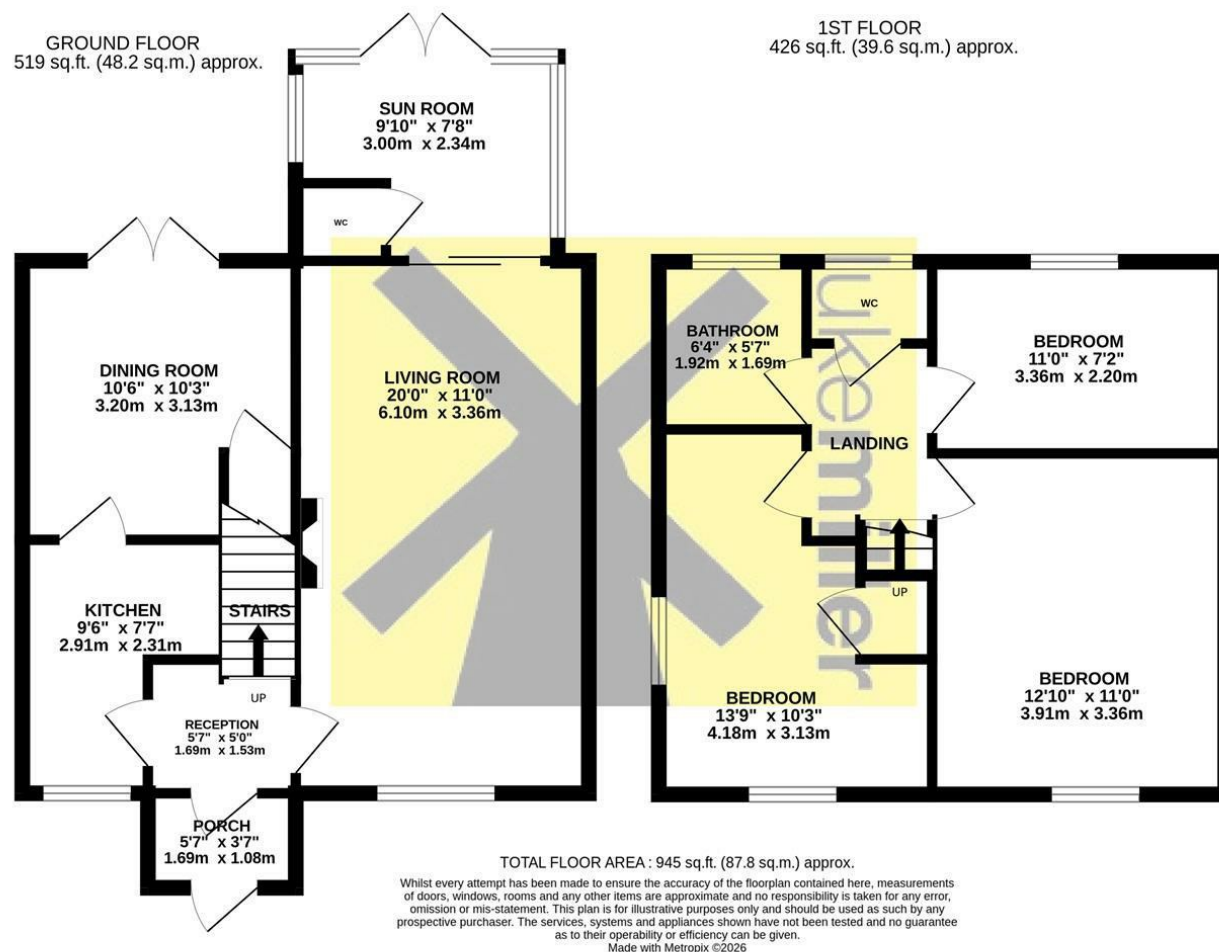 GROUND FLOOR
519 sq.ft. (48.2 sq.m.) approx.
1ST FLOOR
426 sq.ft. (39.6 sq.m.) approx.
SUN ROOM
9'10" x 7'8"
3.00m x 2.34m
WC
DINING ROOM
10'6" x 10'3"
3.20m x 3.13m
LIVING ROOM
20'0" x 11'0"
6.10m x 3.36m
KITCHEN
9'6" x 7'7"
2.91m x 2.31m
STAIRS
UP
RECEPTION
5'7" x 5'0"
1.69m x 1.53m
PORCH
5'7" x 3'7"
1.69m x 1.08m
BATHROOM
6'4" x 5'7"
1.92m x 1.69m
WC
BEDROOM
11'0" x 7'2"
3.36m x 2.20m
LANDING
UP
BEDROOM
13'9" x 10'3"
4.18m x 3.13m
BEDROOM
12'10" x 11'0"
3.91m x 3.36m
lukemiller
TOTAL FLOOR AREA : 945 sq.ft. (87.8 sq.m.) approx.
Whilst every attempt has been made to ensure the accuracy of the floorplan contained here, measurements
of doors, windows, rooms and any other items are approximate and no responsibility is taken for any error,
omission or mis-statement. This plan is for illustrative purposes only and should be used as such by any
prospective purchaser. The services, systems and appliances shown have not been tested and no guarantee
as to their operability or efficiency can be given.
Made with Metropix ©2026